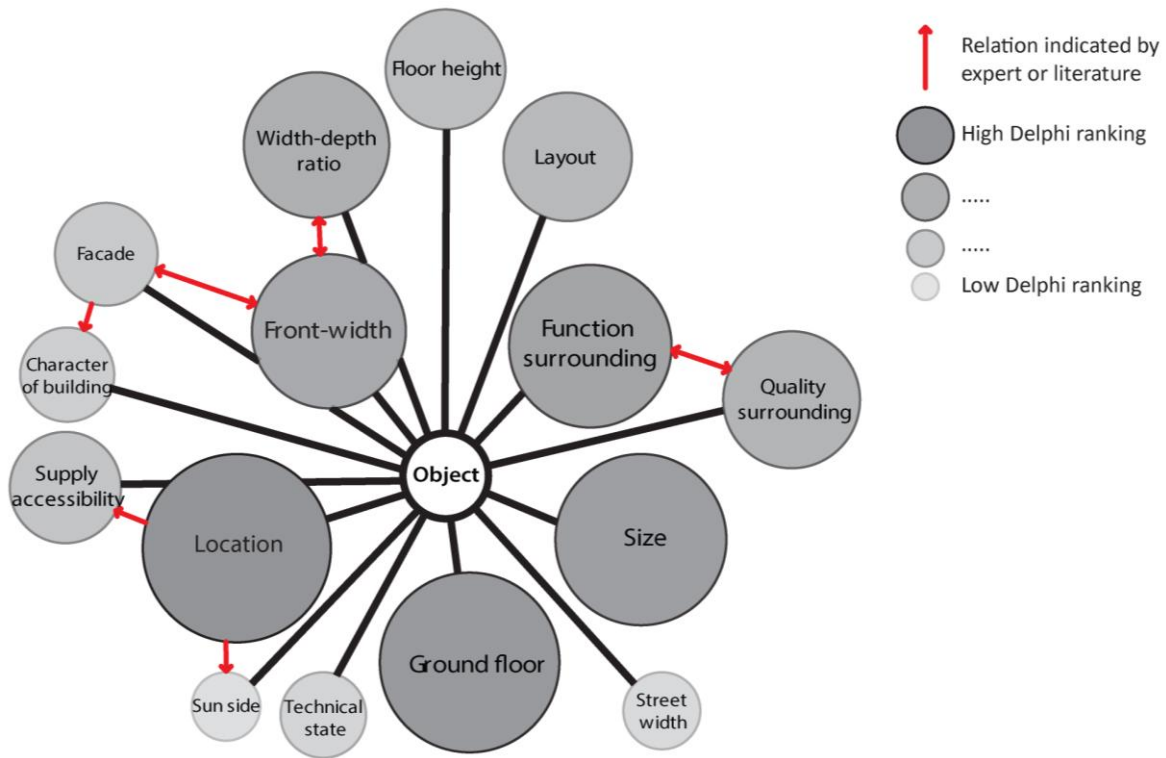 Floor height
Width-depth
ratio
Layout
Facade
Front-width
Function
surrounding
Character
of building
Quality
surrounding
Object
Supply
accessibility
Location
Size
Ground floor
Sun side
Technical
state
Street
width
Relation indicated by
expert or literature
High Delphi ranking
.....
.....
Low Delphi ranking